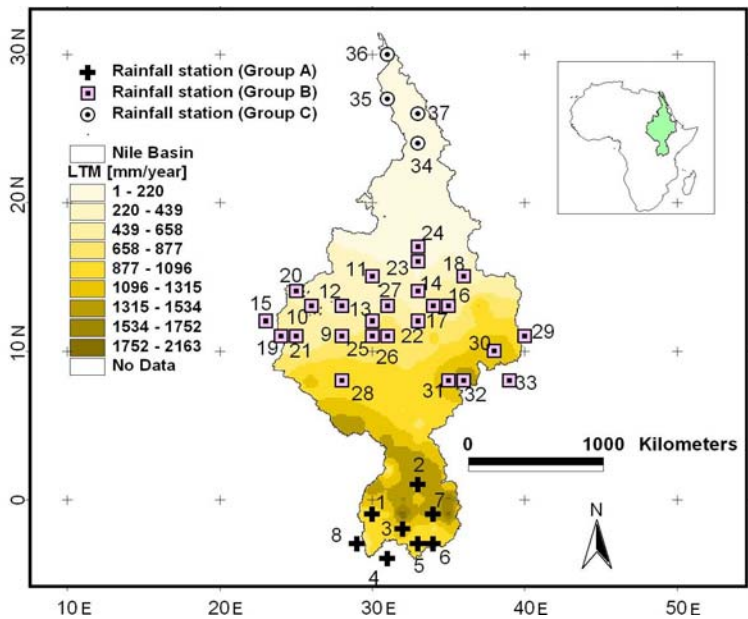 30N
20N
10N
0
Rainfall station (Group A)
Rainfall station (Group B)
Rainfall station (Group C)
Nile Basin
LTM [mm/year]
1 - 220
220 - 439
439 - 658
658 - 877
877 - 1096
1096 - 1315
1315 - 1534
1534 - 1752
1752 - 2163
No Data
36
35
37
34
24
23
18
11
20
12
27
14
10
13
16
15
17
19
21
9
25
26
22
30
29
28
31
32
33
2
1
7
3
8
4
5
6
0 1000 Kilometers
N
10 E
20 E
30 E
40 E
50 E